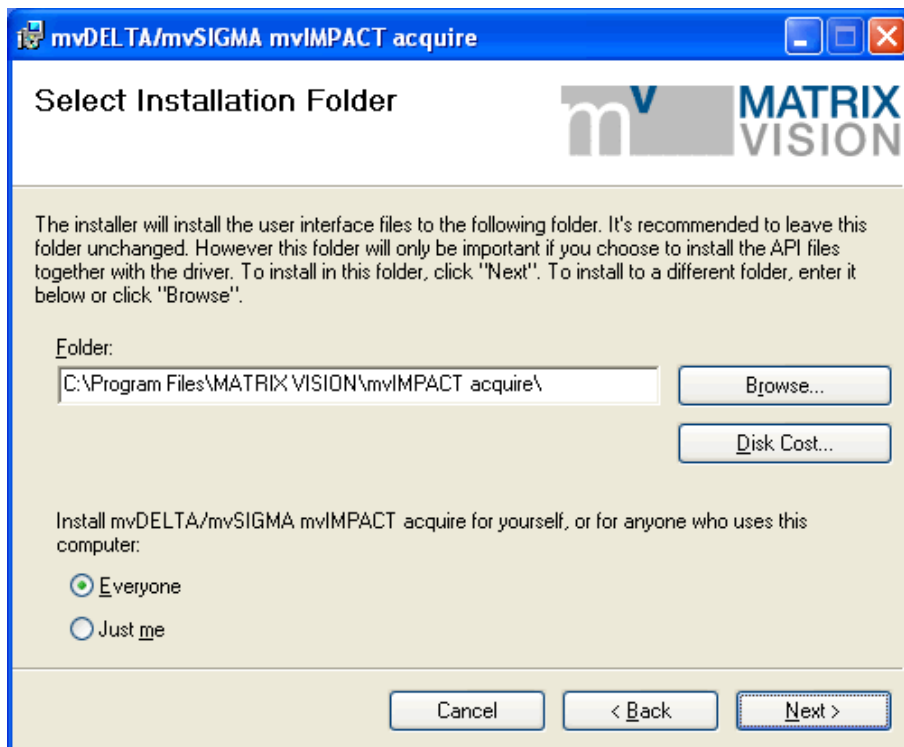 mvDELTA/mvSIGMA mvIMPACT acquire
Select Installation Folder
mv MATRIX
VISION
The installer will install the user interface files to the following folder. It's recommended to leave this
folder unchanged. However this folder will only be important if you choose to install the API files
together with the driver. To install in this folder, click "Next". To install to a different folder, enter it
below or click "Browse".
Folder:
C:\Program Files\MATRIX VISION\mvIMPACT acquire\
Browse...
Disk Cost...
Install mvDELTA/mvSIGMA mvIMPACT acquire for yourself, or for anyone who uses this
computer:
Everyone
Just me
Cancel
< Back
Next >